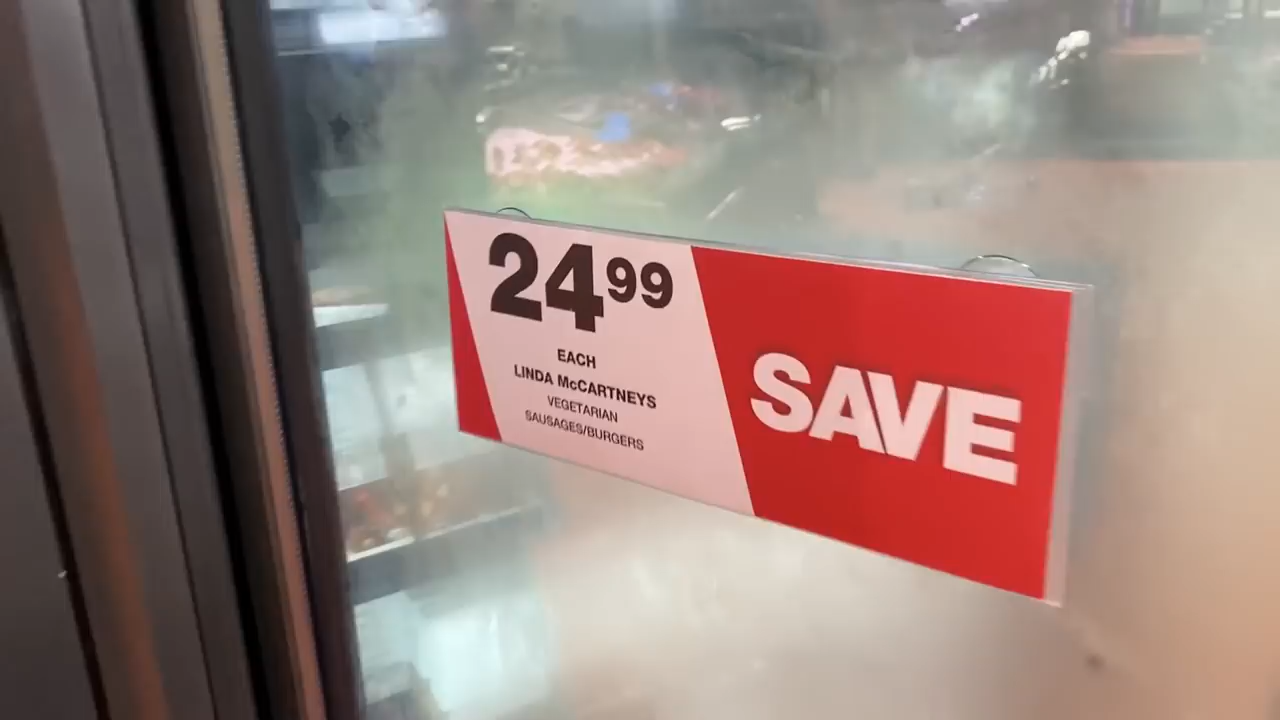 24 99
EACH
LINDA McCARTNEYS
VEGETARIAN
SAUSAGES/BURGERS
SAVE